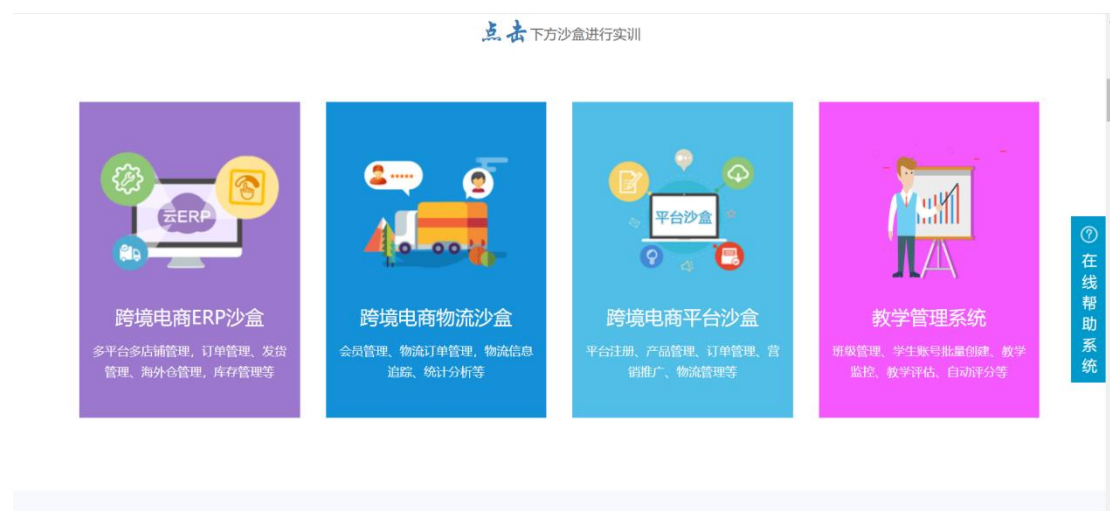 点击下方沙盒进行实训
云ERP
平台沙盒
跨境电商ERP沙盒
多平台多店铺管理，订单管理、发货
管理、海外仓管理，库存管理等
跨境电商物流沙盒
会员管理、物流订单管理，物流信息
追踪、统计分析等
跨境电商平台沙盒
平台注册、产品管理、订单管理、营
销推广、物流管理等
教学管理系统
班级管理、学生账号批量创建、教学
监控、教学评估、自动评分等
在线帮助系统